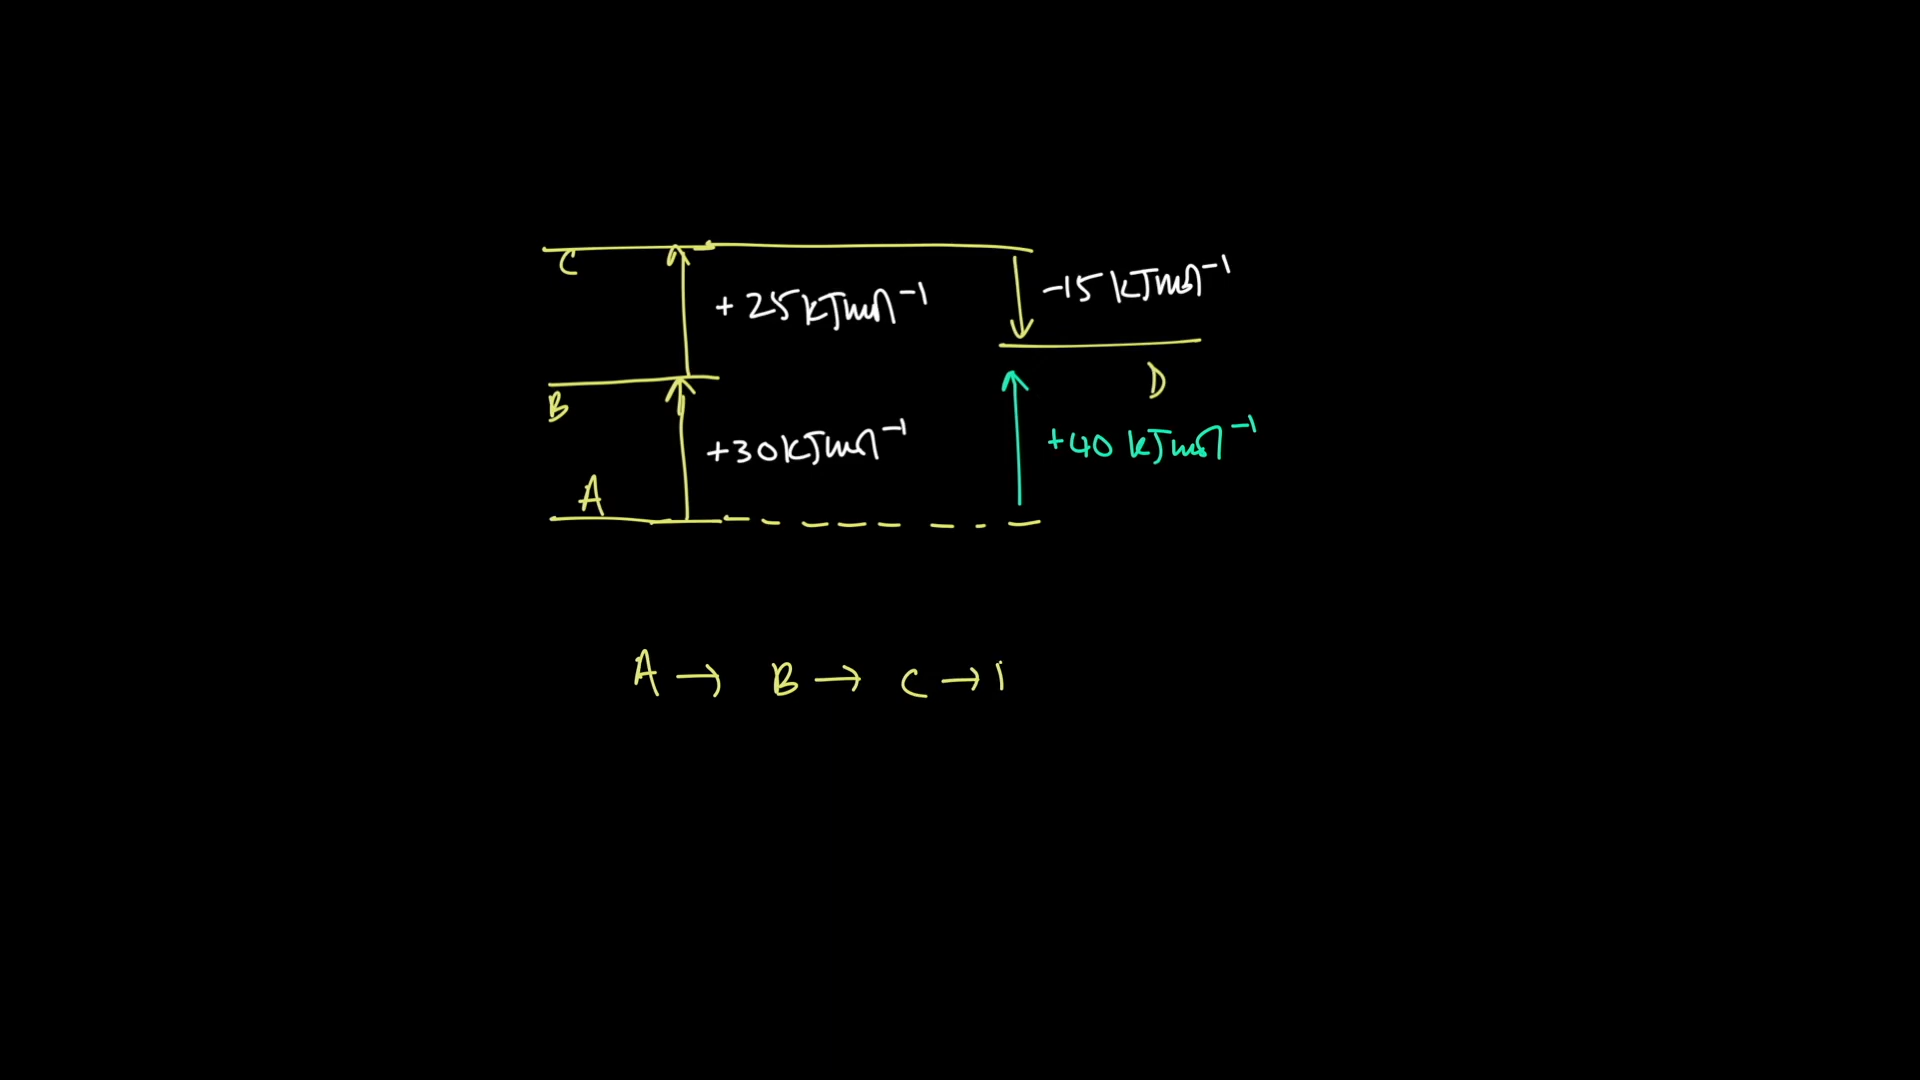 C
+25 kJmol⁻¹
-15 kJmol⁻¹
B
D
+30 kJmol⁻¹
+40 kJmol⁻¹
A
A → B → C →